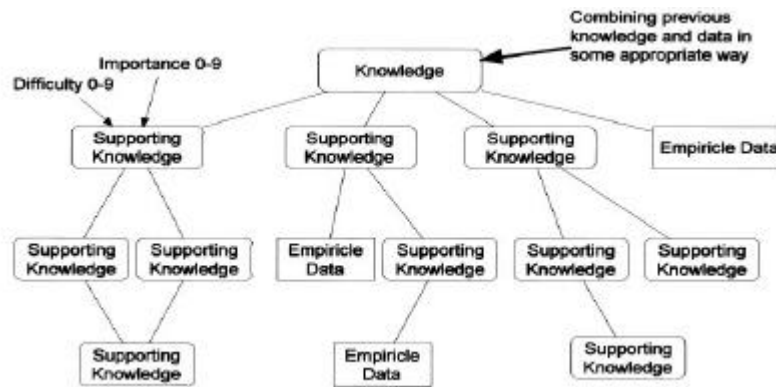 Combining previous
knowledge and data in
some appropriate way
Importance 0-9
Knowledge
Difficulty 0-9
Supporting
Knowledge
Supporting
Knowledge
Supporting
Knowledge
Empiricle Data
Supporting
Knowledge
Supporting
Knowledge
Empiricle
Data
Supporting
Knowledge
Supporting
Knowledge
Supporting
Knowledge
Supporting
Knowledge
Empiricle
Data
Supporting
Knowledge